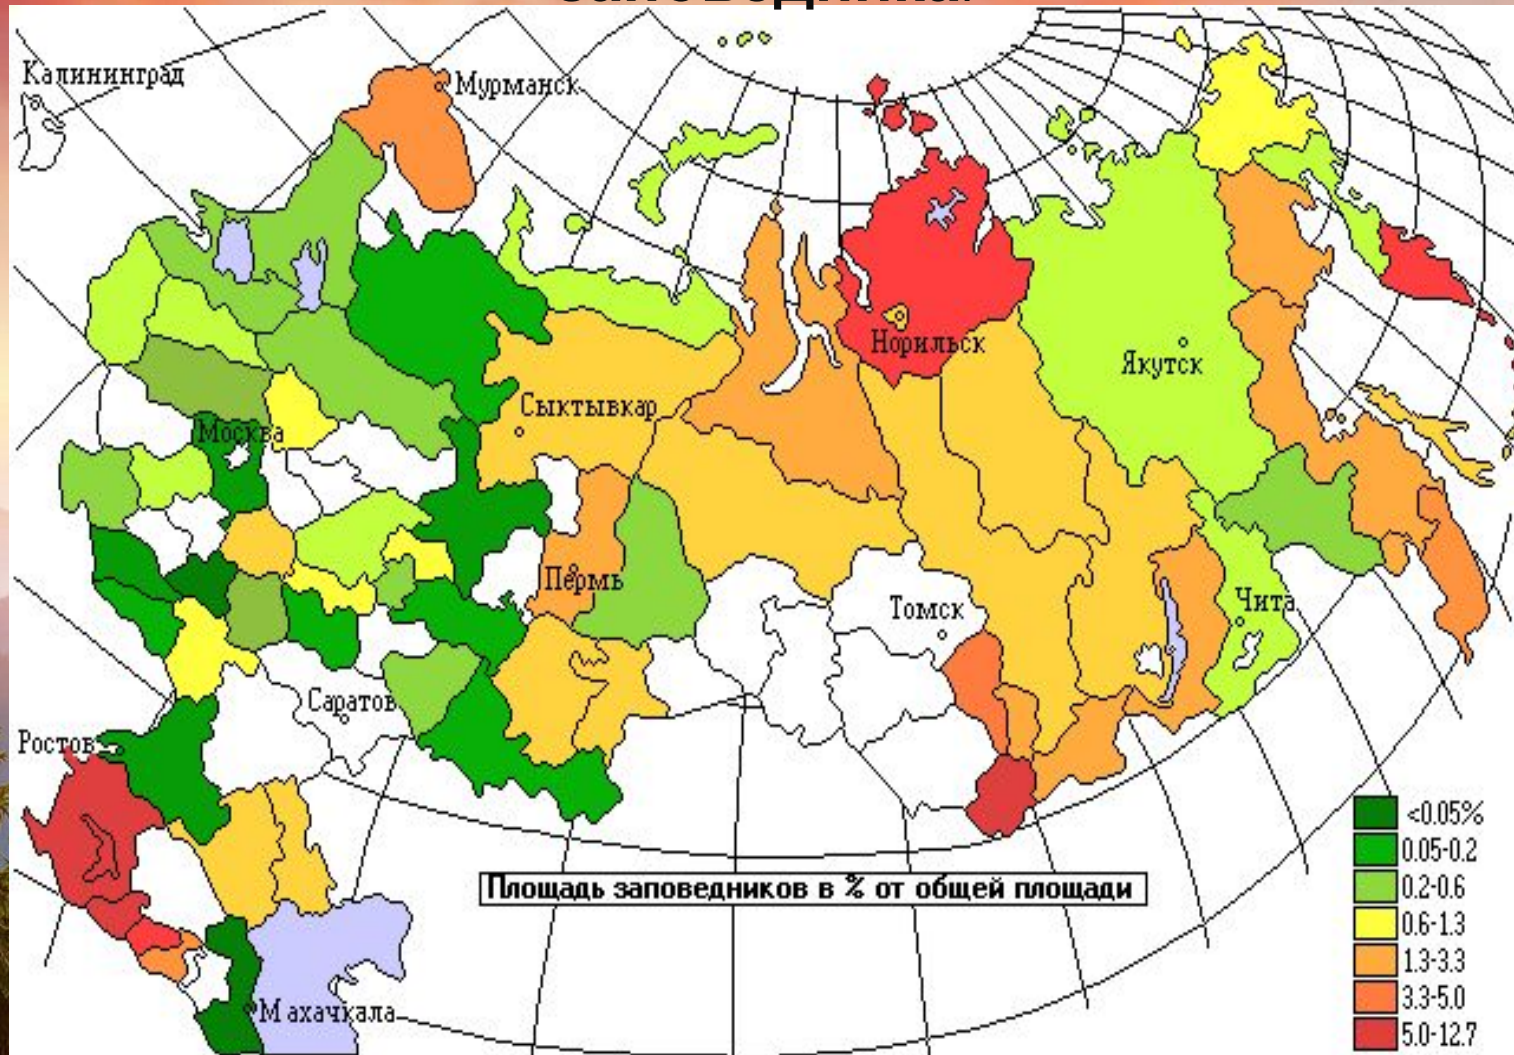 Калининград
Мурманск
Норильск
Якутск
Сыктывкар
Москва
Пермь
Томск
Чита
Саратов
Ростов
<0.05%
0.05-0.2
0.2-0.6
0.6-1.3
1.3-3.3
3.3-5.0
5.0-12.7
Площадь заповедников в % от общей площади
Махачкала